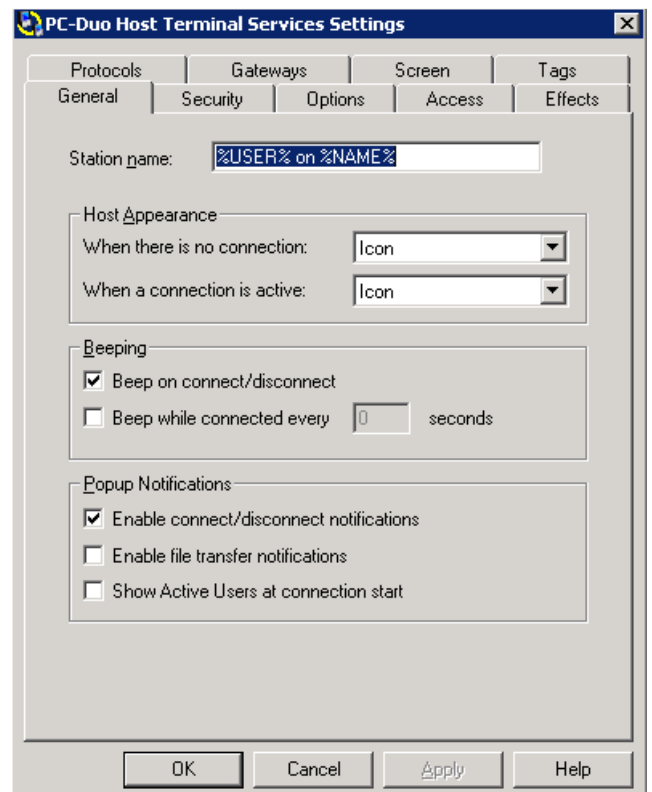 PC-Duo Host Terminal Services Settings
Protocols Gateways Screen Tags
General Security Options Access Effects
Station name: %USER% on %NAME%
Host Appearance
When there is no connection: Icon
When a connection is active: Icon
Beeping
Beep on connect/disconnect
Beep while connected every 0 seconds
Popup Notifications
Enable connect/disconnect notifications
Enable file transfer notifications
Show Active Users at connection start
OK Cancel Apply Help